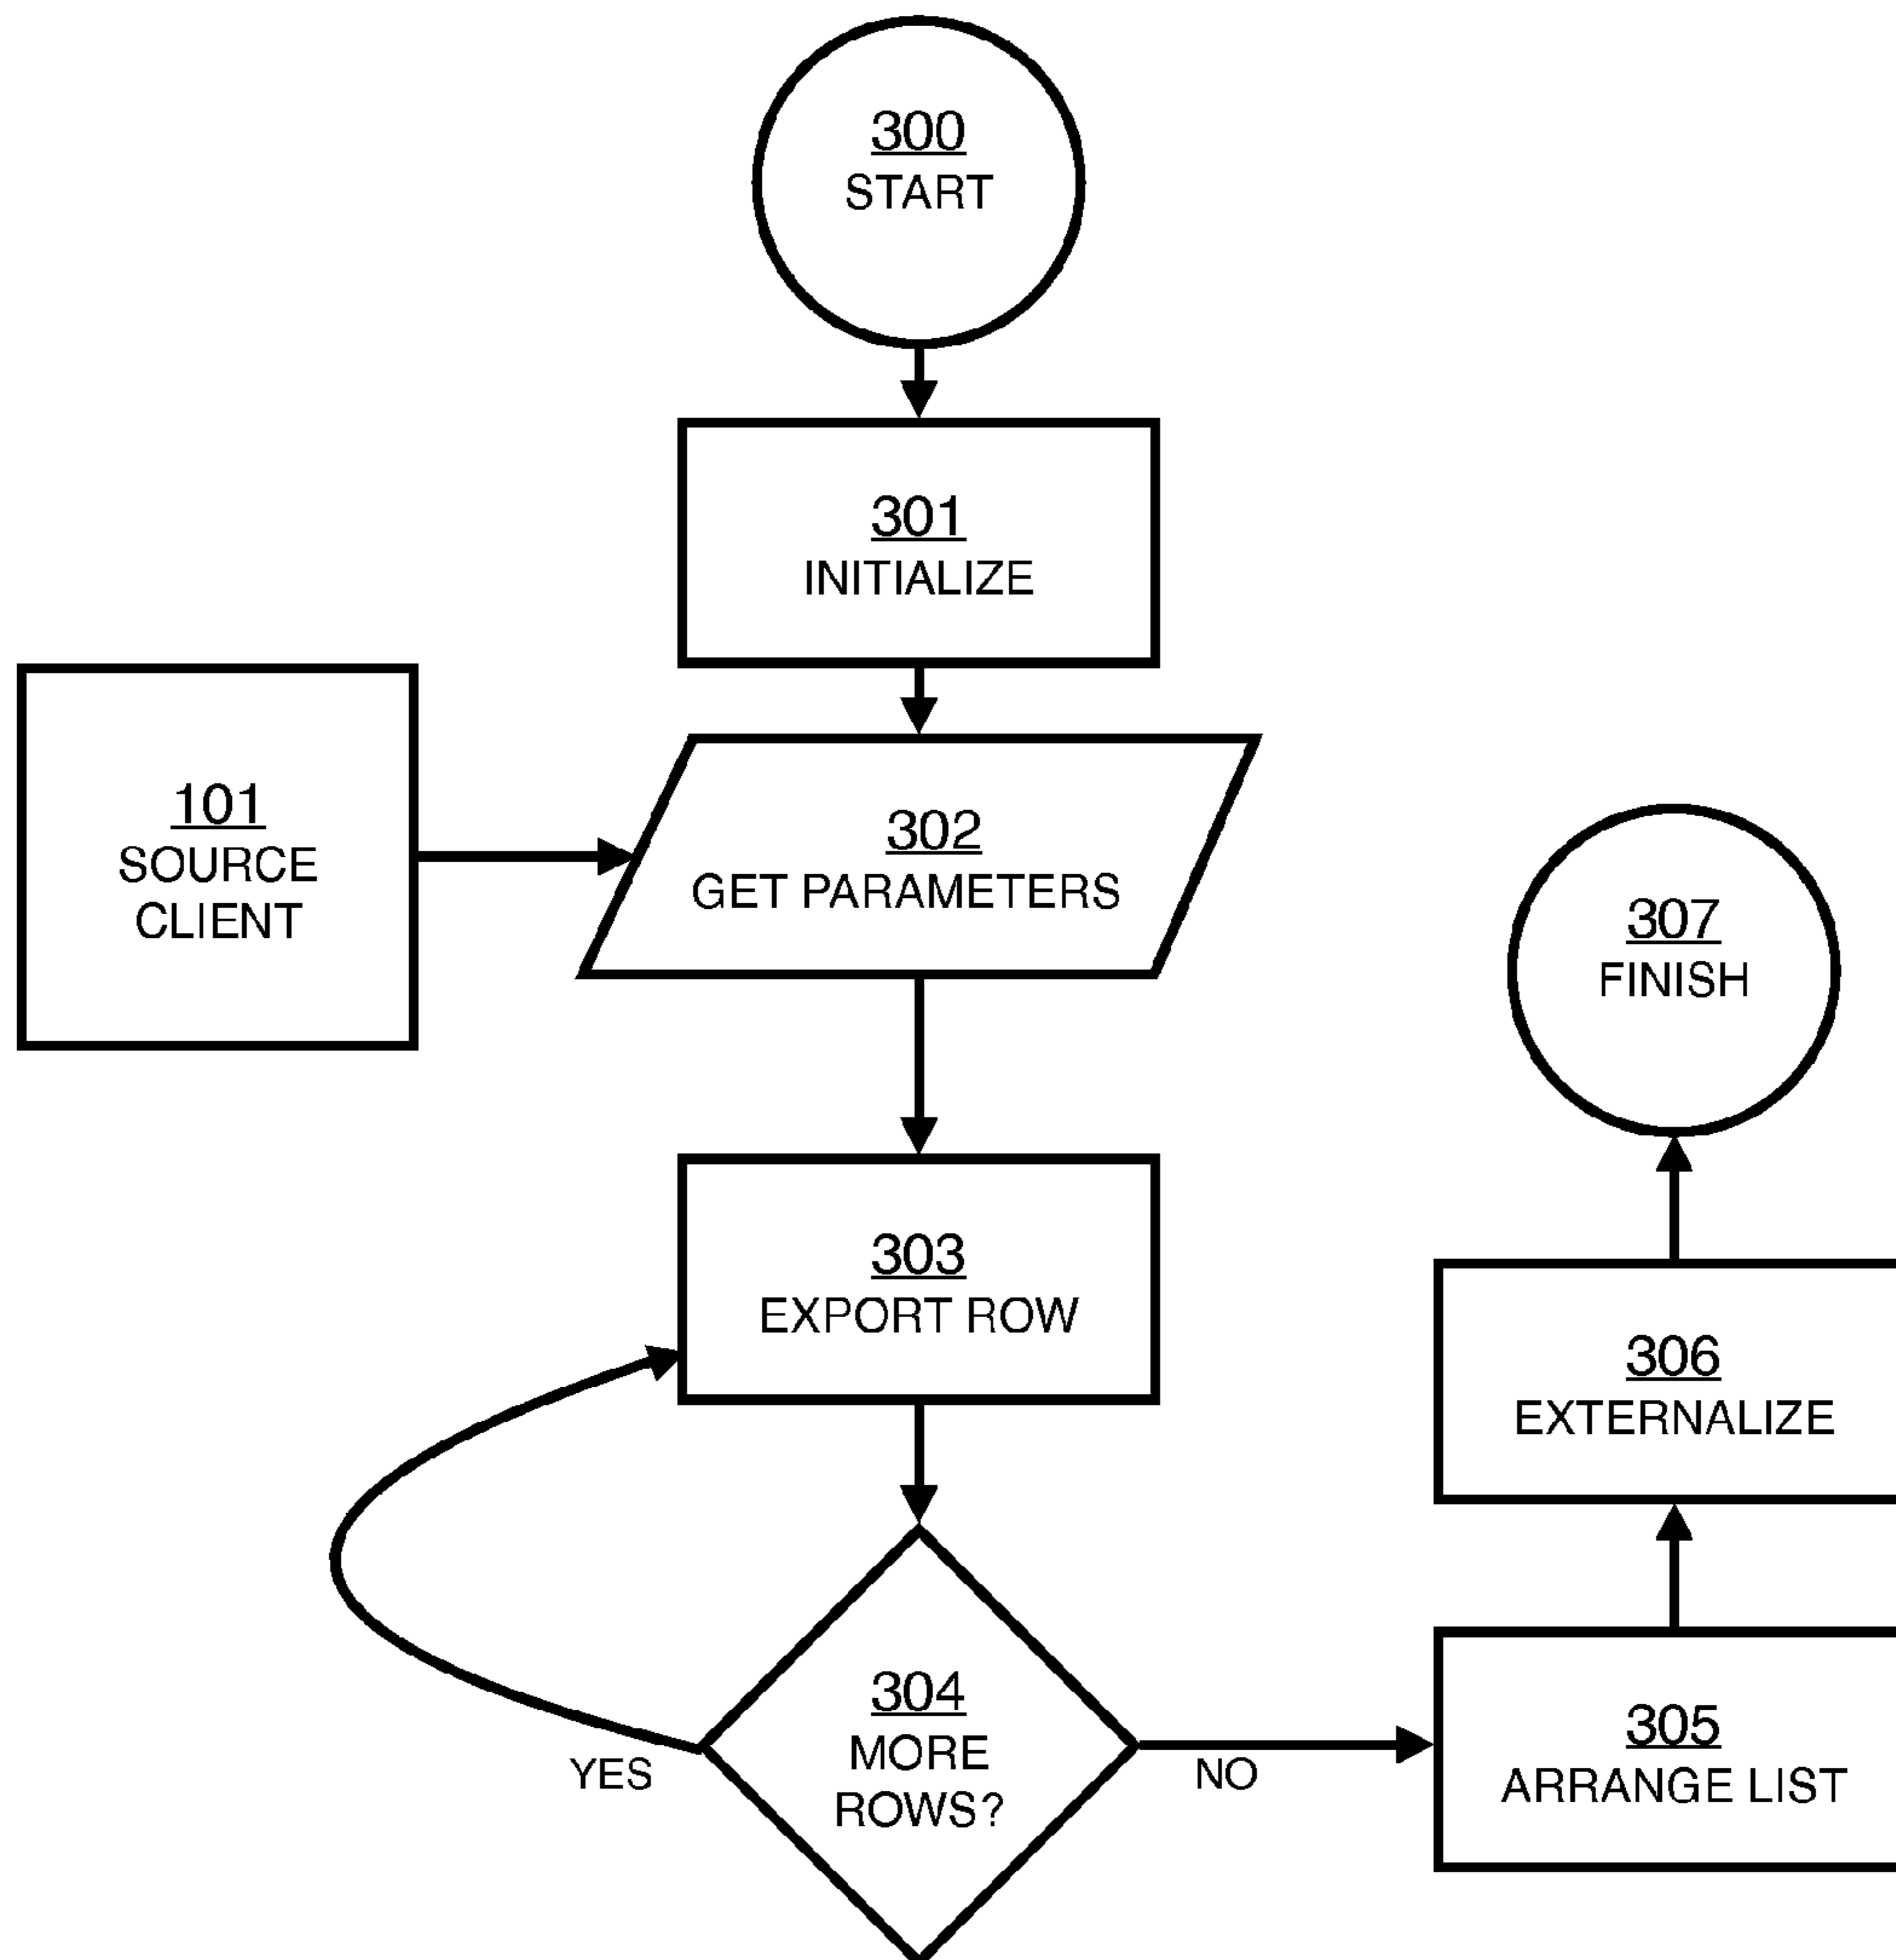 300
START
301
INITIALIZE
101
SOURCE
CLIENT
302
GET PARAMETERS
303
EXPORT ROW
304
MORE
ROWS?
YES
NO
305
ARRANGE LIST
306
EXTERNALIZE
307
FINISH